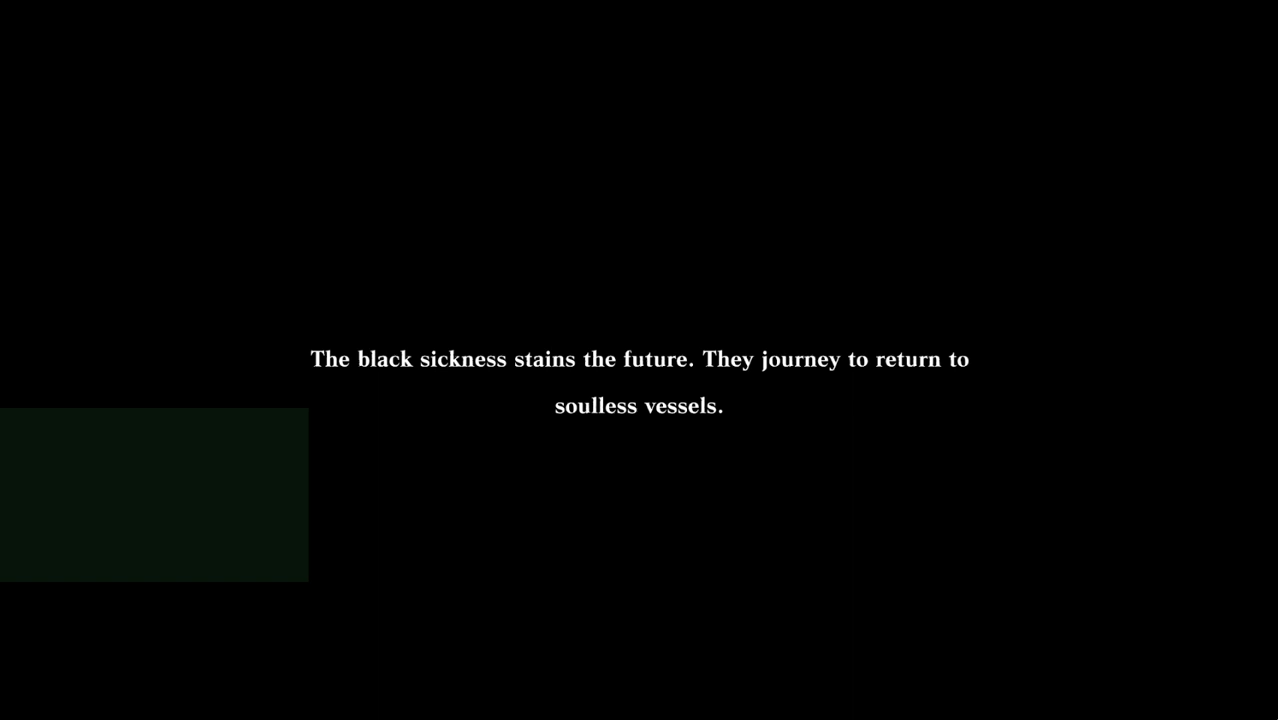 The black sickness stains the future. They journey to return to
soulless vessels.